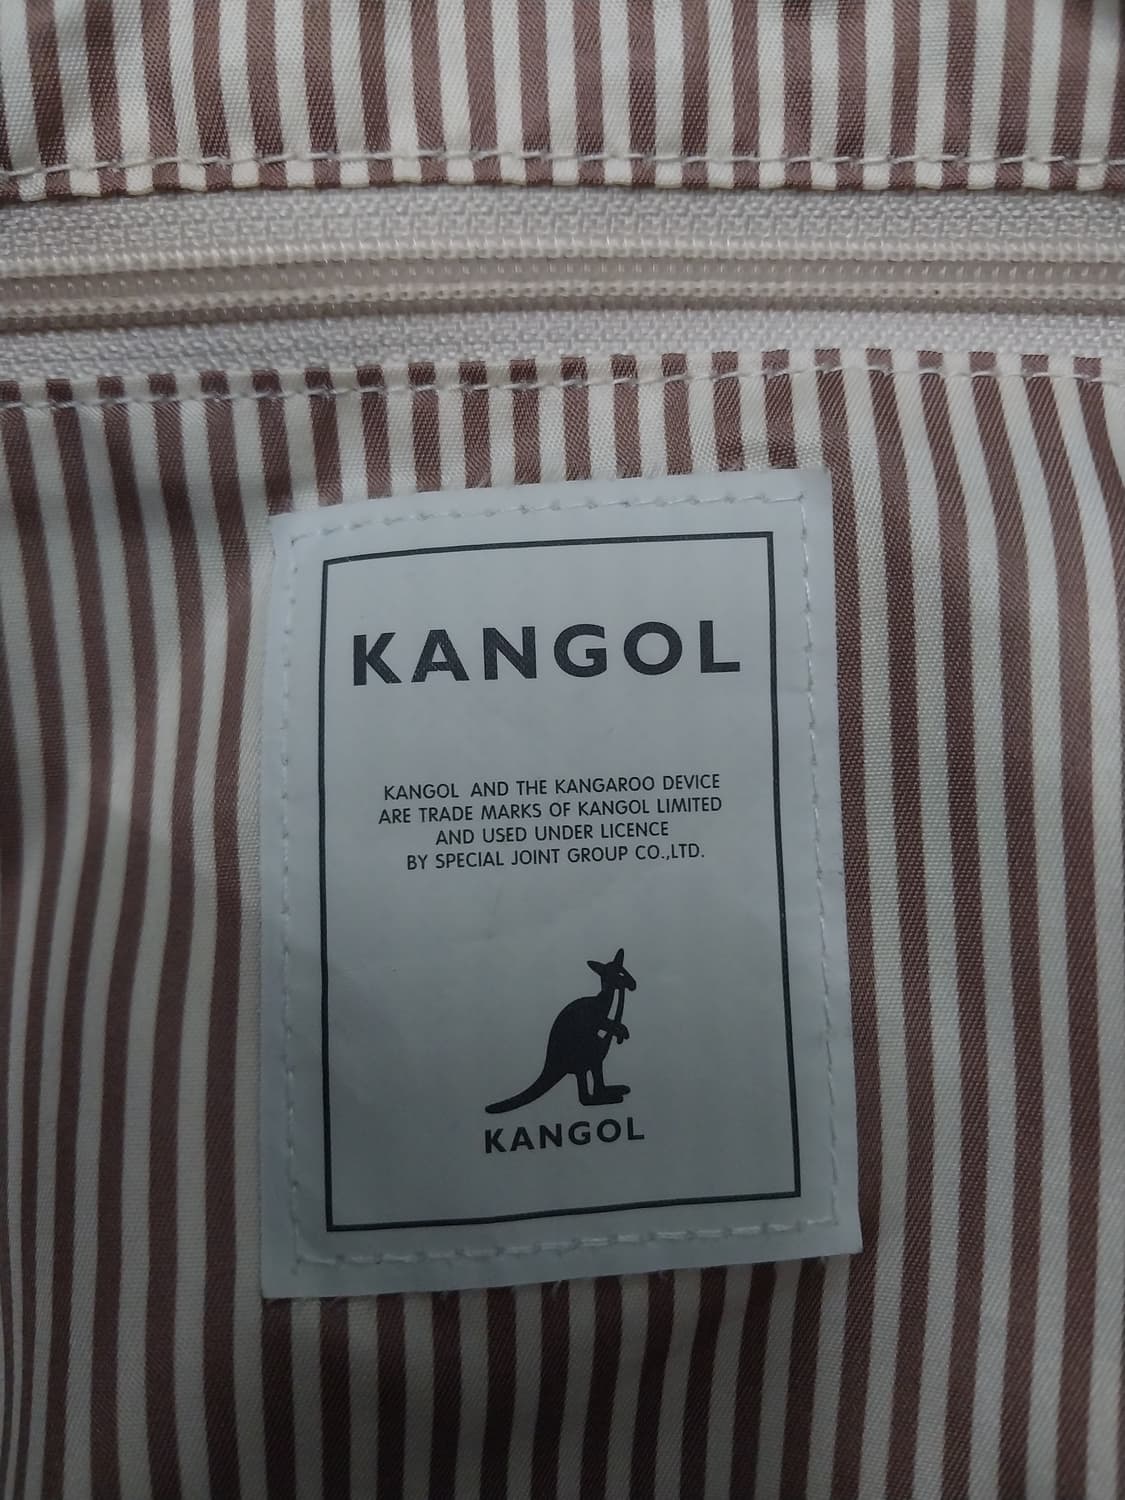 KANGOL
KANGOL AND THE KANGAROO DEVICE
ARE TRADE MARKS OF KANGOL LIMITED
AND USED UNDER LICENCE
BY SPECIAL JOINT GROUP CO.,LTD.
KANGOL